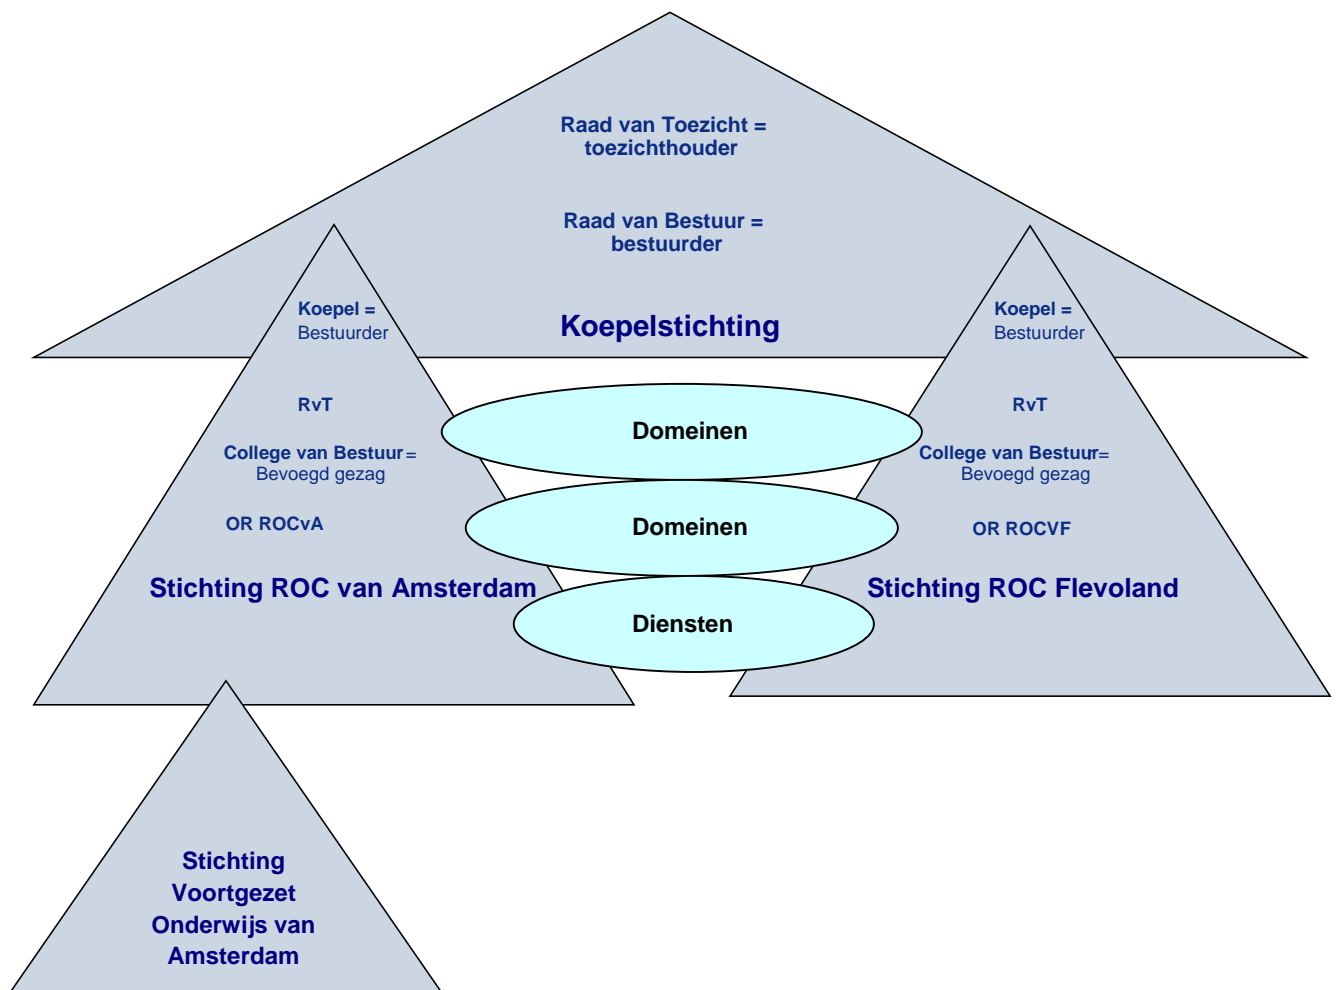 Raad van Toezicht =
toezichthouder
Raad van Bestuur =
bestuurder
Koepelstichting
Koepel =
Bestuurder
RvT
College van Bestuur=
Bevoegd gezag
OR ROCvA
Stichting ROC van Amsterdam
Domeinen
Domeinen
Diensten
Koepel =
Bestuurder
RvT
College van Bestuur=
Bevoegd gezag
OR ROCVF
Stichting ROC Flevoland
Stichting
Voortgezet
Onderwijs van
Amsterdam